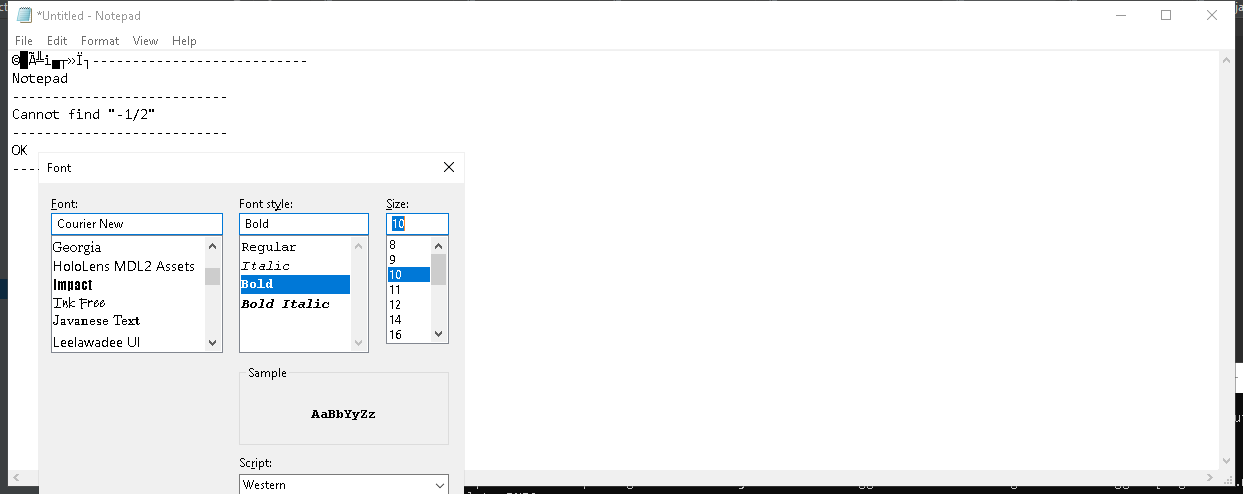 *Untitled - Notepad
File Edit Format View Help
©█Ã╩i▄┬»Ï┐---------------------------
Notepad
---------------------------
Cannot find "-1/2"
---------------------------
OK
----
Font
Font: Font style: Size:
Courier New Bold 10
Georgia Regular 8
HoloLens MDL2 Assets Italic 9
Impact Bold 10
Ink Free Bold Italic 11
Javanese Text 12
Leelawadee UI 14
16
Sample
AaBbYyZz
Script:
Western